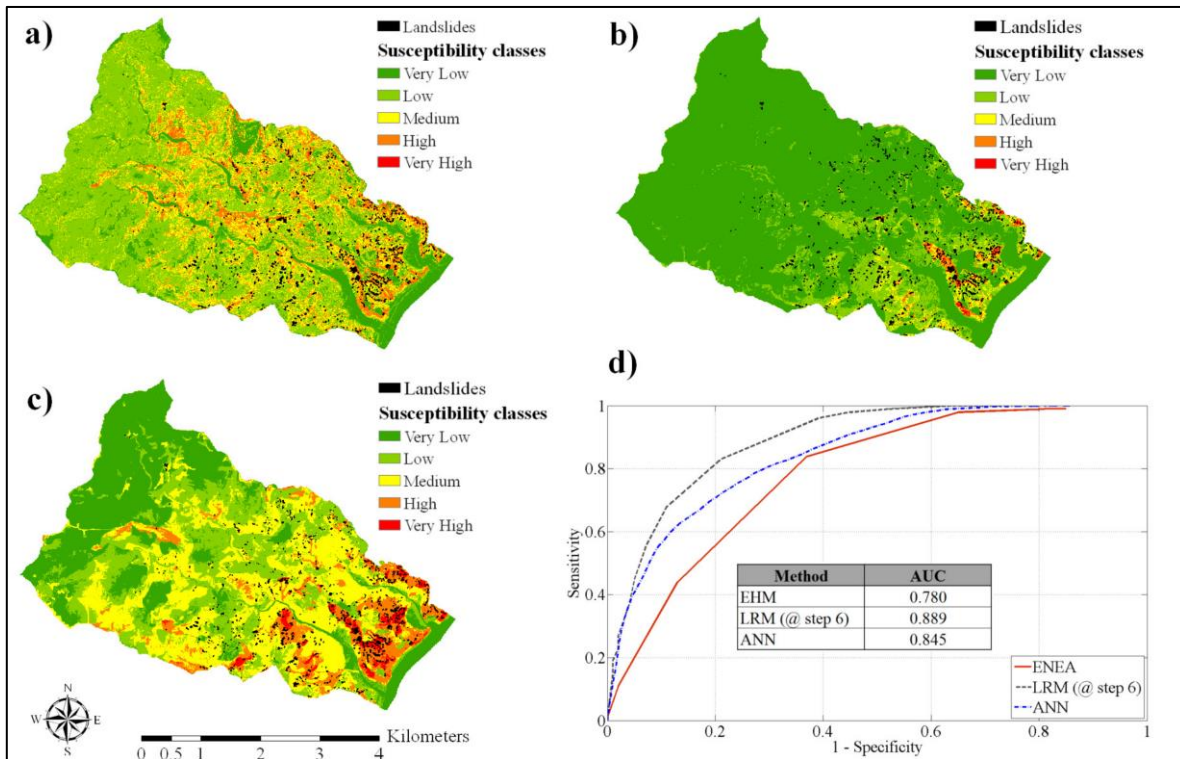 a)
Landslides
Susceptibility classes
Very Low
Low
Medium
High
Very High
b)
Landslides
Susceptibility classes
Very Low
Low
Medium
High
Very High
c)
Landslides
Susceptibility classes
Very Low
Low
Medium
High
Very High
N
W E
S
Kilometers
0 0.5 1 2 3 4
d)
1
0.8
0.6
0.4
0.2
0
Sensitivity
Method AUC
EHM 0.780
LRM (@ step 6) 0.889
ANN 0.845
ENEA
LRM (@ step 6)
ANN
0 0.2 0.4 0.6 0.8 1
1 - Specificity